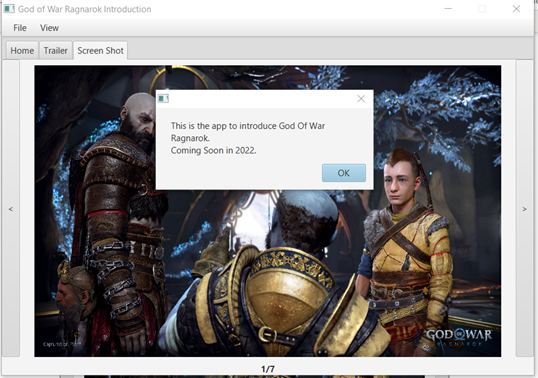 God of War Ragnarok Introduction
File View
Home Trailer Screen Shot
This is the app to introduce God Of War
Ragnarok.
Coming Soon in 2022.
OK
<
>
GOD OF WAR
RAGNARÖK
1/7